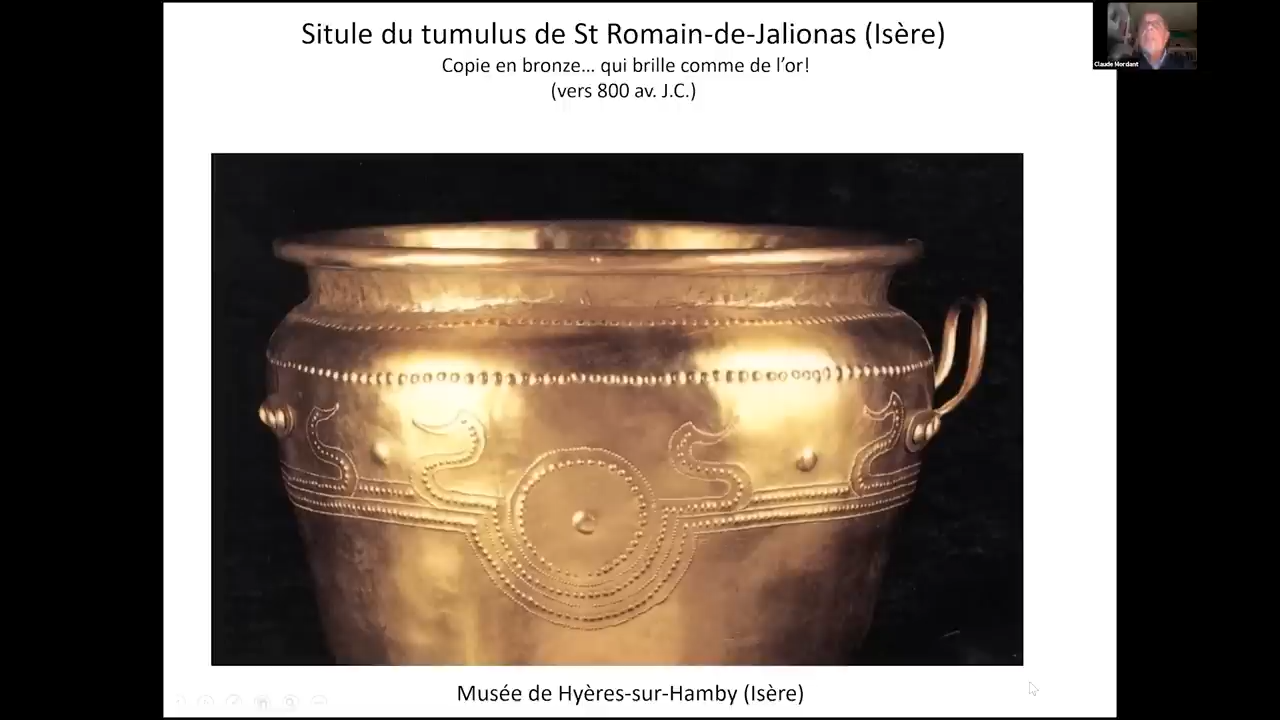 Situle du tumulus de St Romain-de-Jalionas (Isère)
Copie en bronze... qui brille comme de l'or!
(vers 800 av. J.C.)
Claude Mordant
Musée de Hyères-sur-Hamby (Isère)